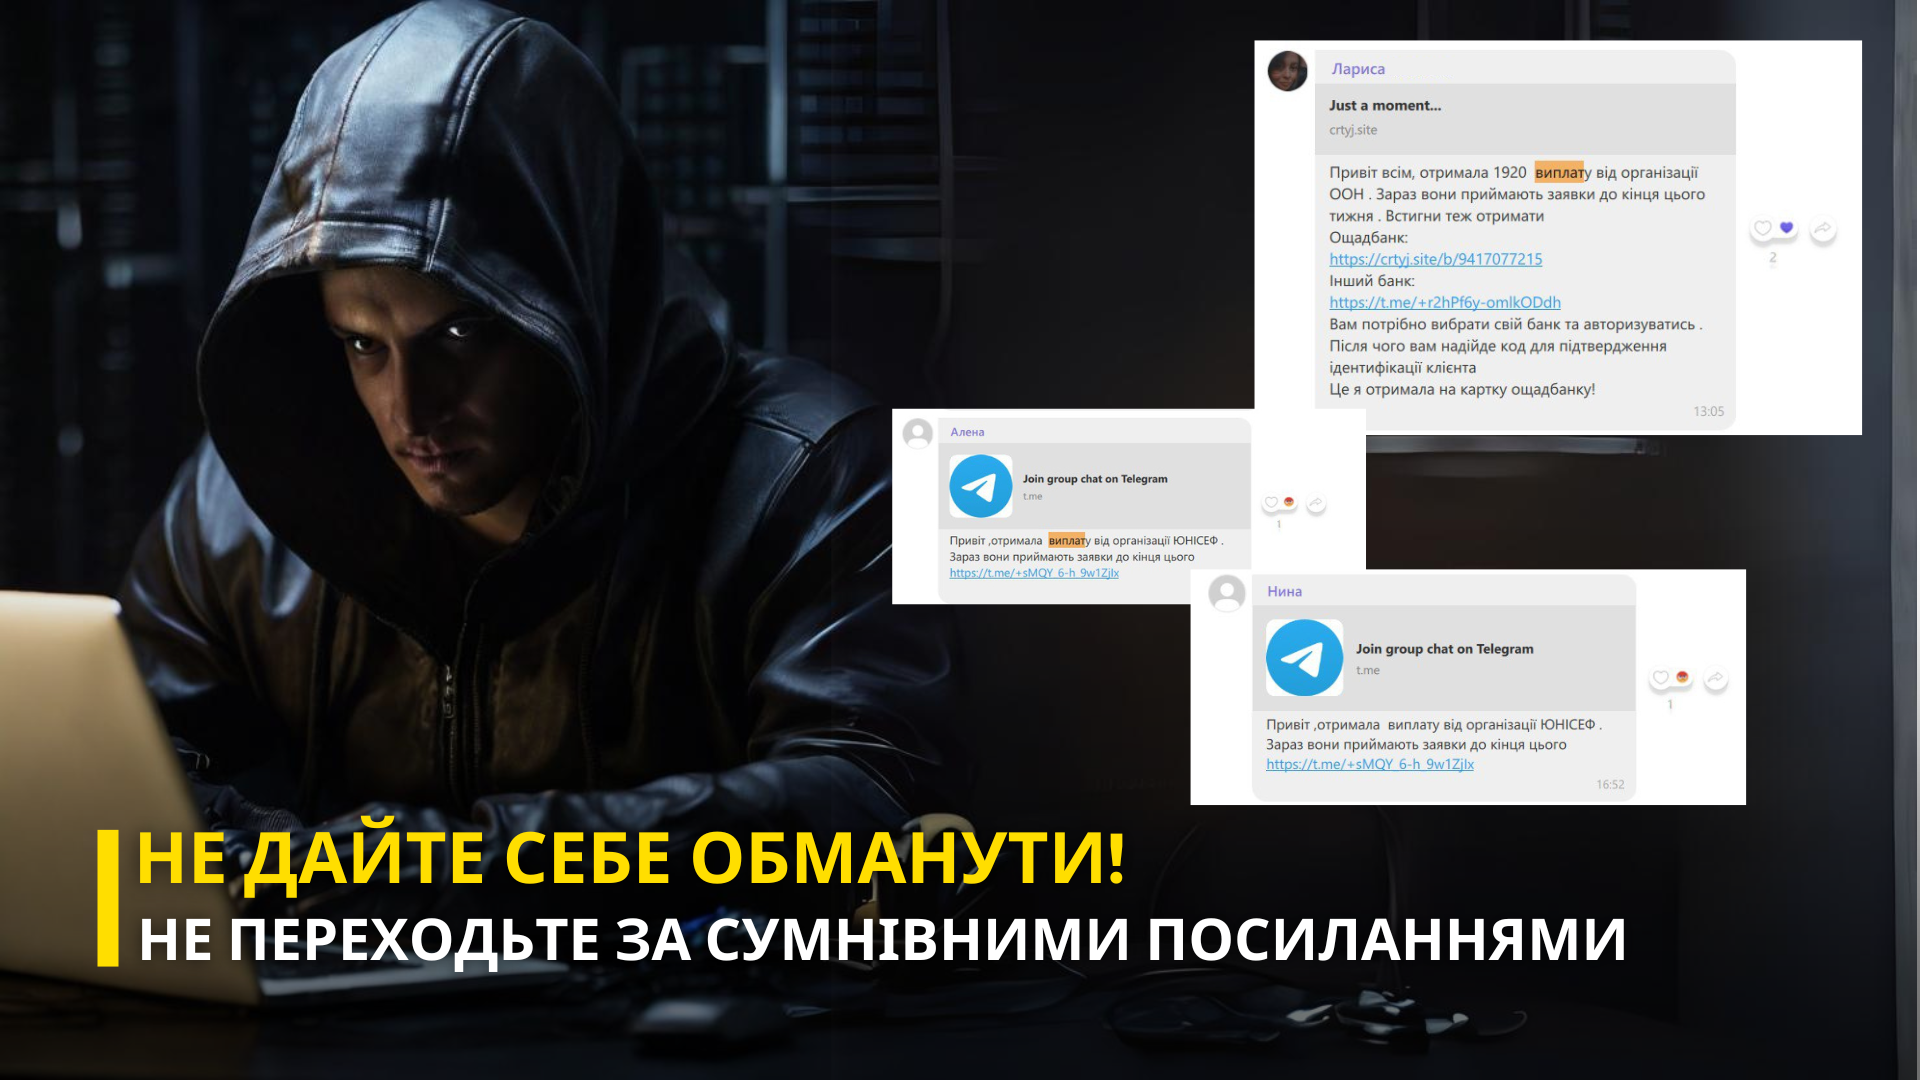 Лариса
Just a moment...
crtyj.site
Привіт всім, отримала 1920 виплату від організації
ООН . Зараз вони приймають заявки до кінця цього
тижня . Встигни теж отримати
Ощадбанк:
https://crtyj.site/b/9417077215
Інший банк:
https://t.me/+r2hPf6y-omlkODdh
Вам потрібно вибрати свій банк та авторизуватись .
Після чого вам надійде код для підтвердження
ідентифікації клієнта
Це я отримала на картку ощадбанку!
13:05
2
Алена
Join group chat on Telegram
t.me
Привіт ,отримала виплату від організації ЮНІСЕФ .
Зараз вони приймають заявки до кінця цього
https://t.me/+sMQY_6-h_9w1ZjIx
1
Нина
Join group chat on Telegram
t.me
Привіт ,отримала виплату від організації ЮНІСЕФ .
Зараз вони приймають заявки до кінця цього
https://t.me/+sMQY_6-h_9w1ZjIx
16:52
1
НЕ ДАЙТЕ СЕБЕ ОБМАНУТИ!
НЕ ПЕРЕХОДЬТЕ ЗА СУМНІВНИМИ ПОСИЛАННЯМИ